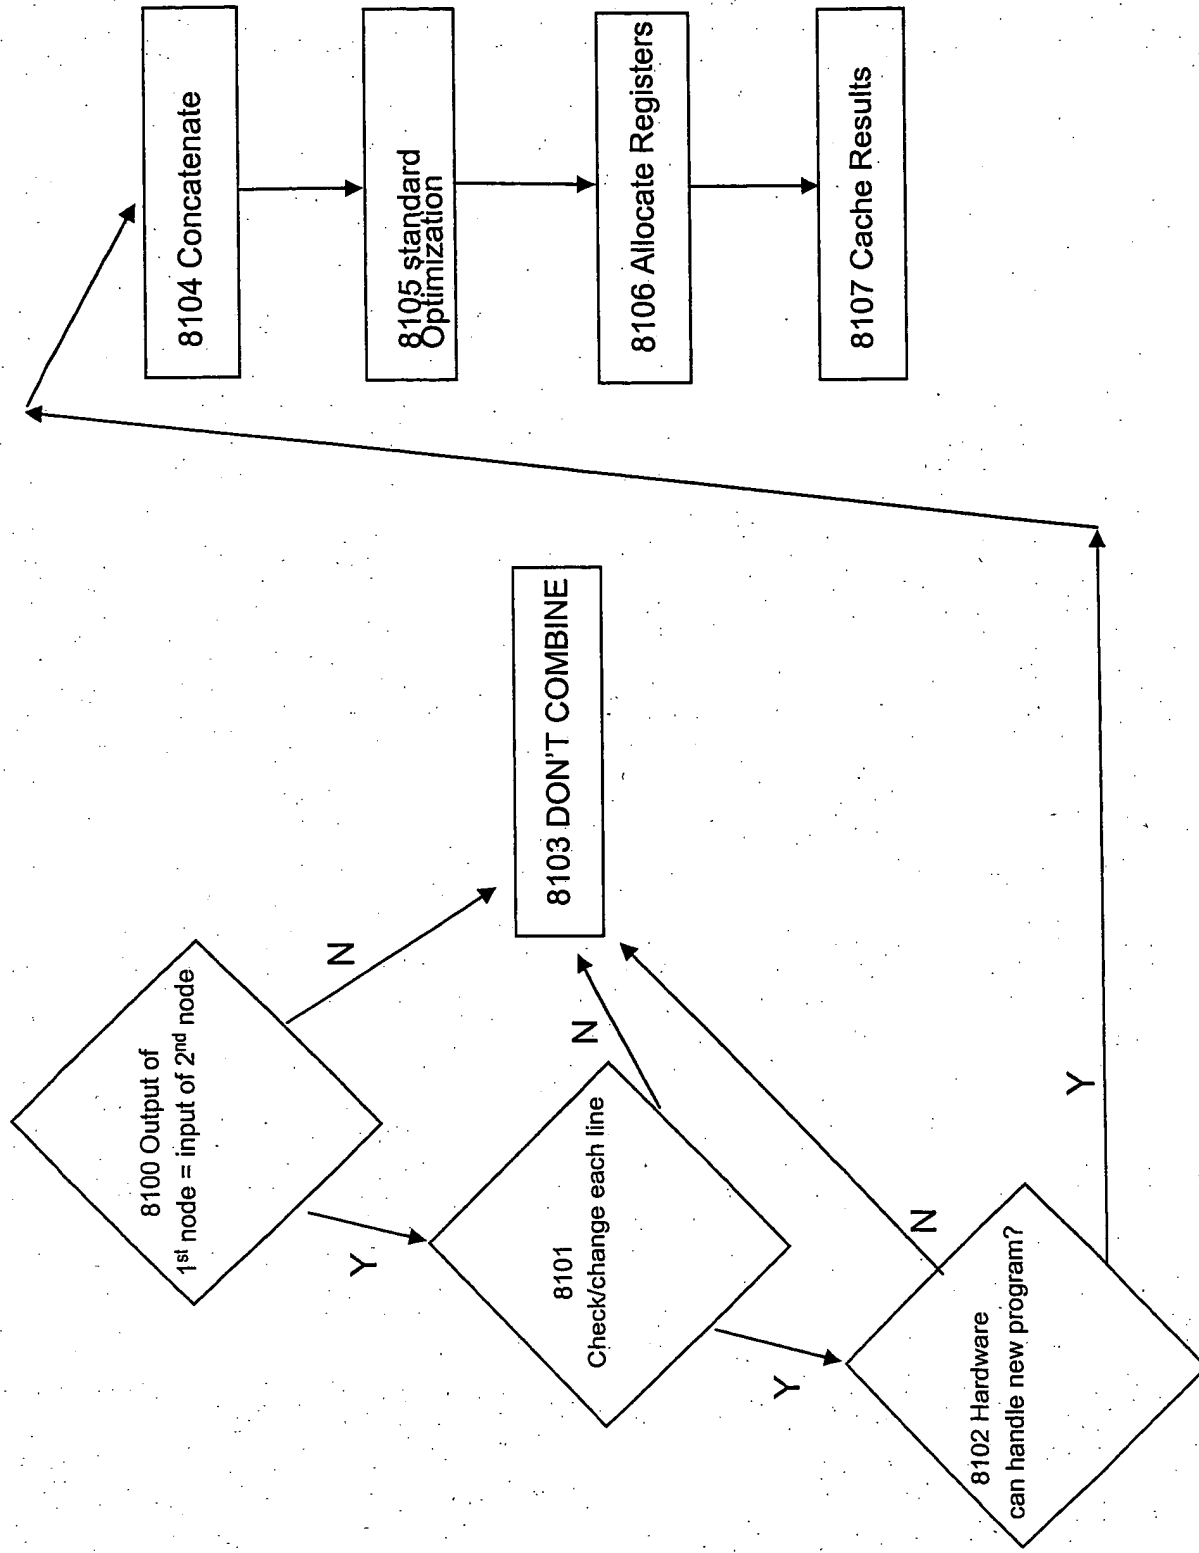 8100 Output of
1st node = input of 2nd node
N
Y
8101
Check/change each line
N
Y
8102 Hardware
can handle new program?
N
Y
8103 DON'T COMBINE
8104 Concatenate
8105 standard
Optimization
8106 Allocate Registers
8107 Cache Results